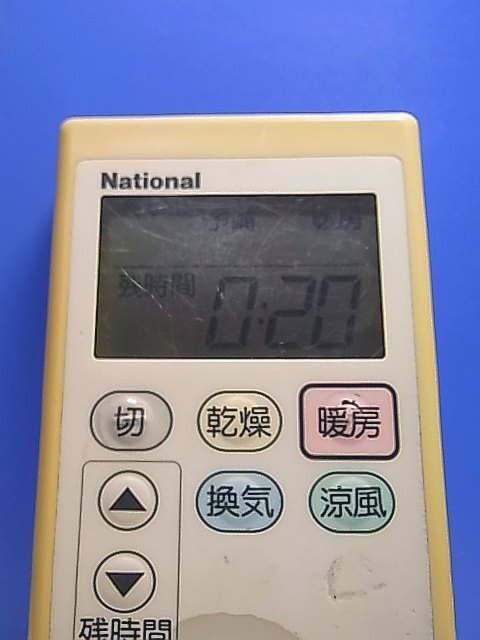 National
予備 暖房
残時間 0:20
切 乾燥 暖房
換気 涼風
残時間